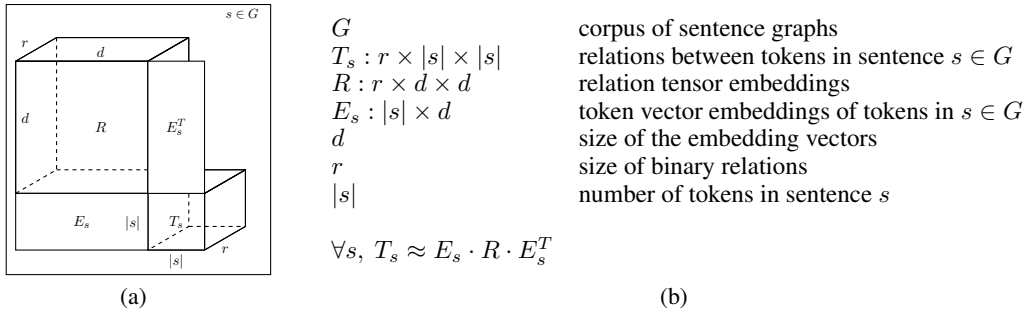 s ∈ G
r
d
d
R
E_s^T
E_s
|s|
T_s
r
|s|
(a)
G corpus of sentence graphs
T_s : r × |s| × |s| relations between tokens in sentence s ∈ G
R : r × d × d relation tensor embeddings
E_s : |s| × d token vector embeddings of tokens in s ∈ G
d size of the embedding vectors
r size of binary relations
|s| number of tokens in sentence s
∀s, T_s ≈ E_s · R · E_s^T
(b)